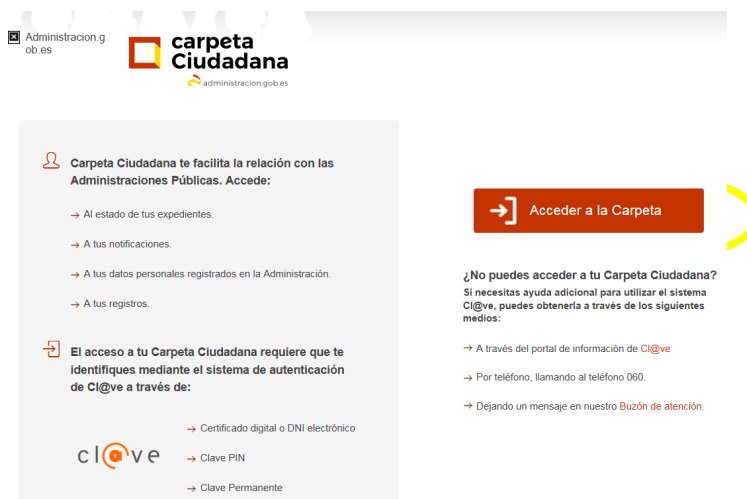 Administracion.g
ob.es
carpeta
Ciudadana
administracion.gob.es
Carpeta Ciudadana te facilita la relación con las
Administraciones Públicas. Accede:
→ Al estado de tus expedientes.
→ A tus notificaciones.
→ A tus datos personales registrados en la Administración.
→ A tus registros.
El acceso a tu Carpeta Ciudadana requiere que te
identifiques mediante el sistema de autenticación
de Cl@ve a través de:
cl@ve
→ Certificado digital o DNI electrónico
→ Clave PIN
→ Clave Permanente
Acceder a la Carpeta
¿No puedes acceder a tu Carpeta Ciudadana?
Si necesitas ayuda adicional para utilizar el sistema
Cl@ve, puedes obtenerla a través de los siguientes
medios:
→ A través del portal de información de Cl@ve
→ Por teléfono, llamando al teléfono 060.
→ Dejando un mensaje en nuestro Buzón de atención.